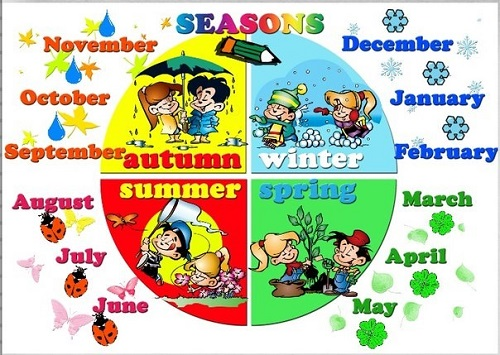 SEASONS
November
December
October
January
September
February
autumn
winter
summer
spring
August
March
July
April
June
May